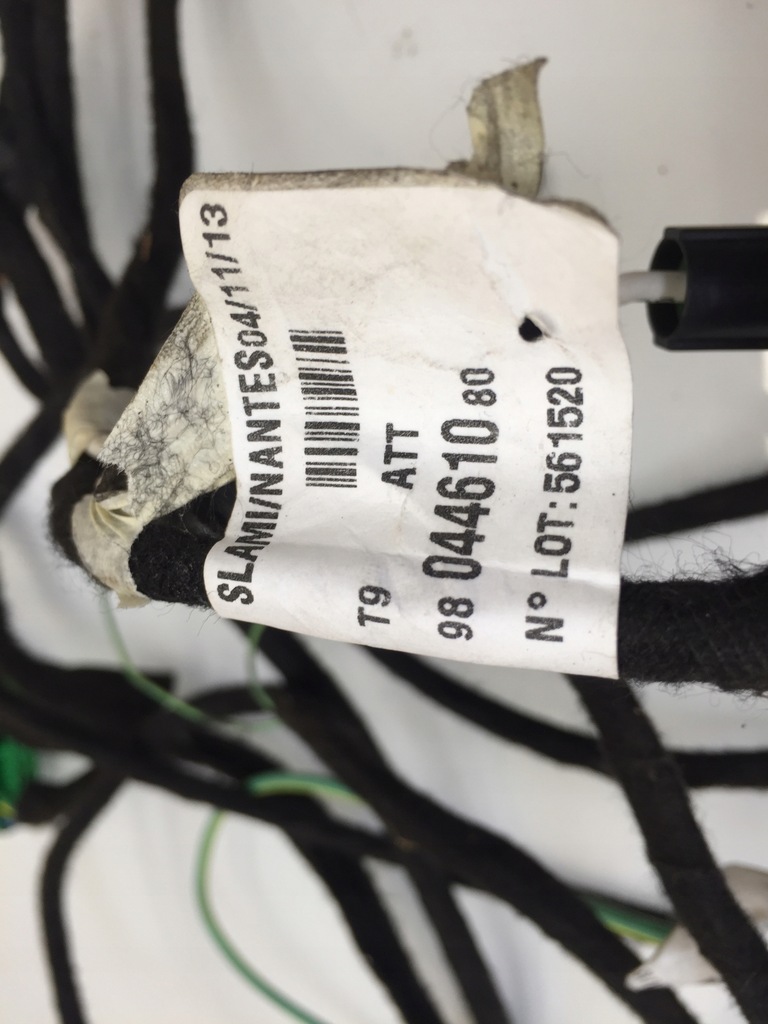 SLAMI/NANTES04/11/13
T9 ATT
98 044610 80
N° LOT: 561520